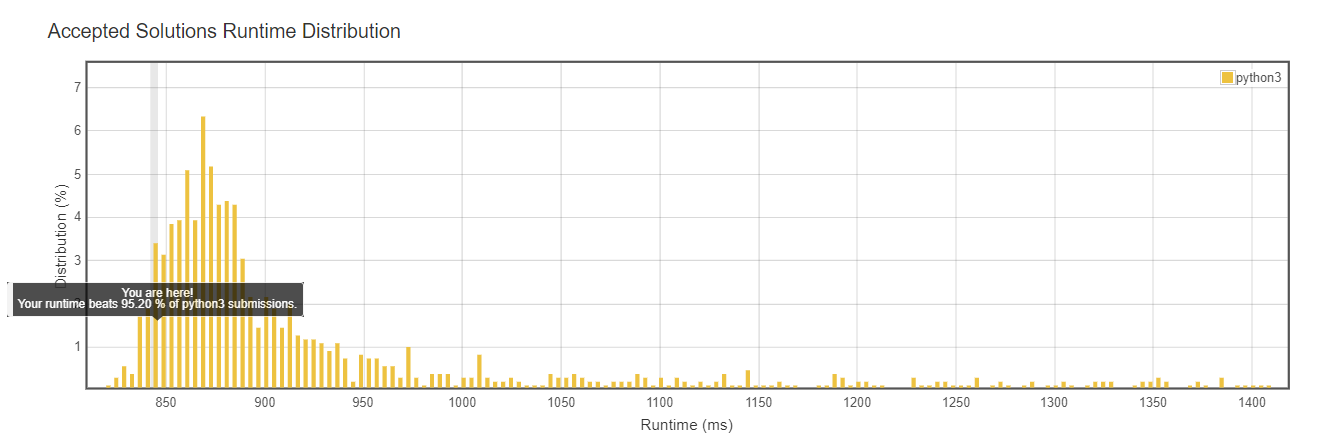 Accepted Solutions Runtime Distribution
python3
7
6
5
4
3
2
1
Distribution (%)
You are here!
Your runtime beats 95.20 % of python3 submissions.
850 900 950 1000 1050 1100 1150 1200 1250 1300 1350 1400
Runtime (ms)